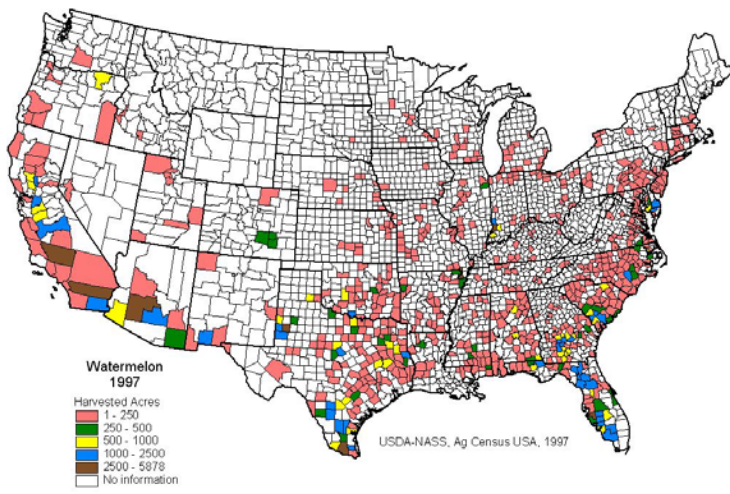 Watermelon
1997
Harvested Acres
1 - 250
250 - 500
500 - 1000
1000 - 2500
2500 - 5878
No information
USDA-NASS, Ag Census USA, 1997